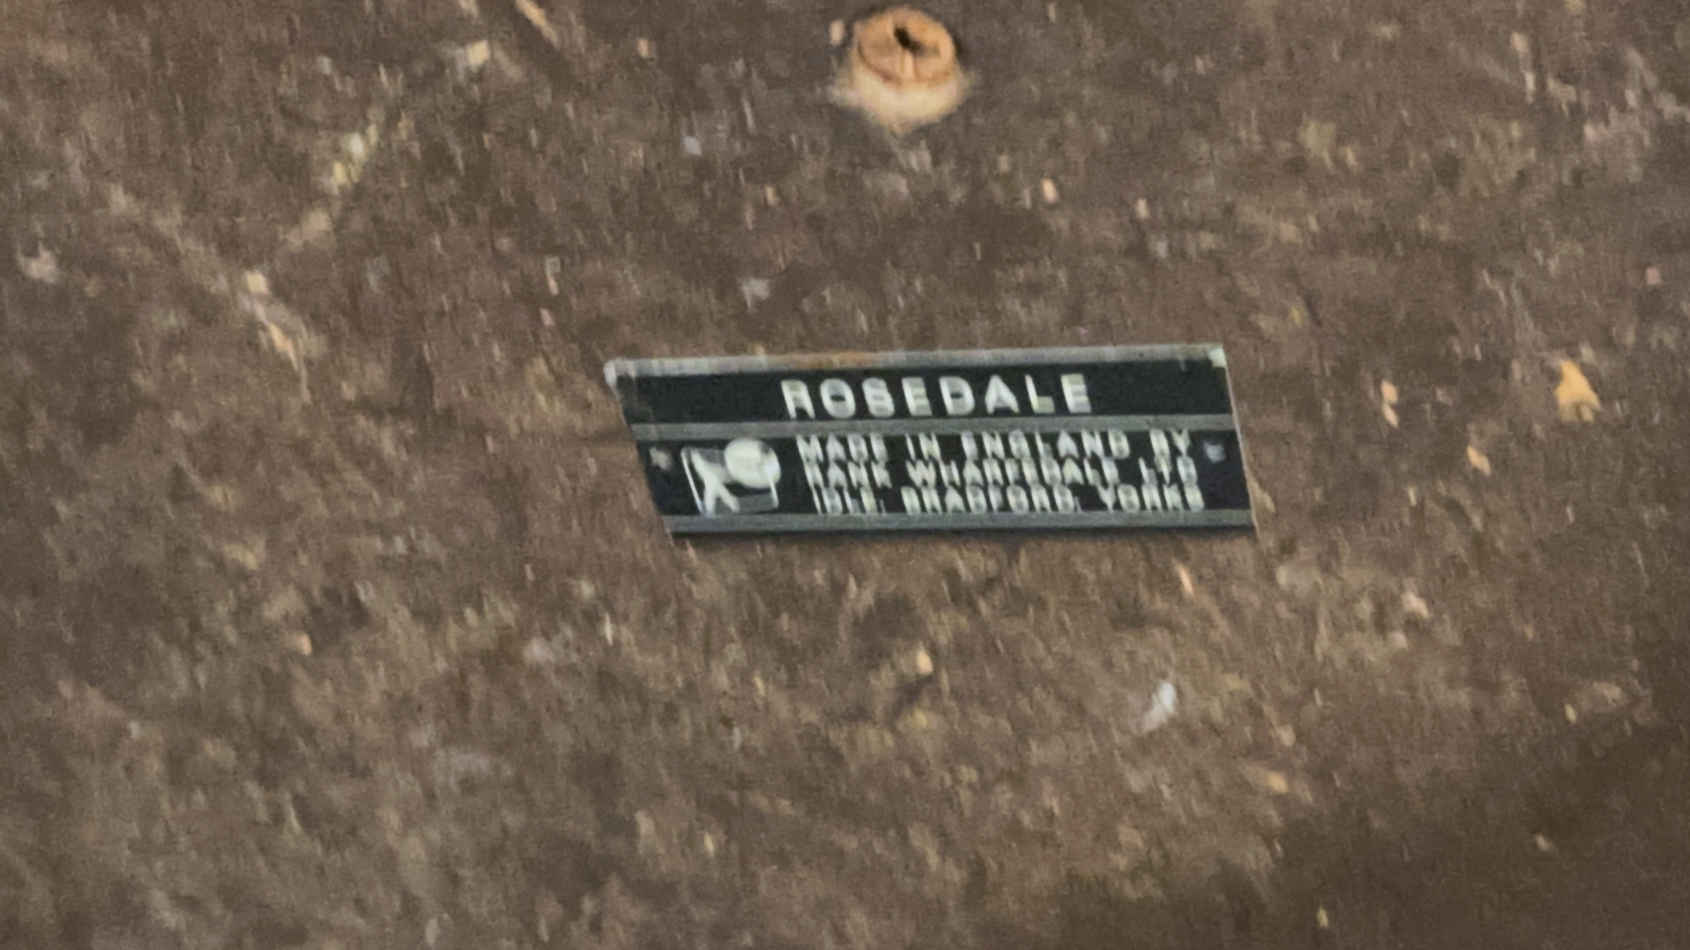 ROSEDALE
MADE IN ENGLAND BY
RANK WHARFEDALE LTD
IDLE, BRADFORD, YORKS